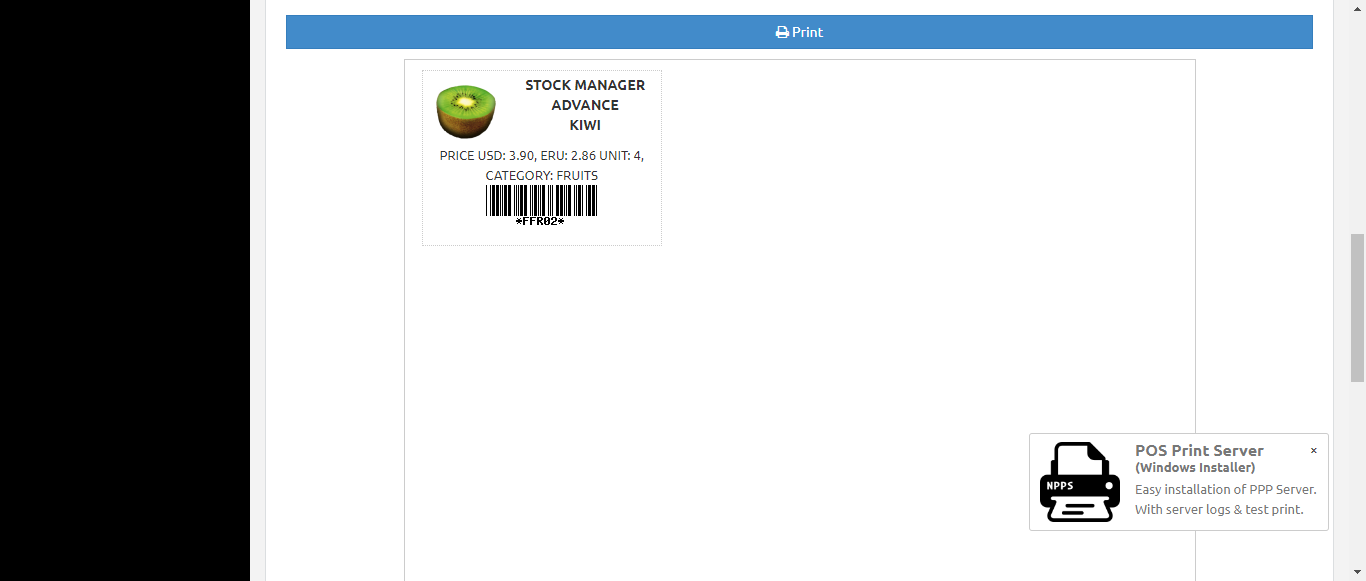 Print
STOCK MANAGER
ADVANCE
KIWI
PRICE USD: 3.90, ERU: 2.86 UNIT: 4,
CATEGORY: FRUITS
*FFR02*
POS Print Server
×
(Windows Installer)
NPPS
Easy installation of PPP Server.
With server logs & test print.